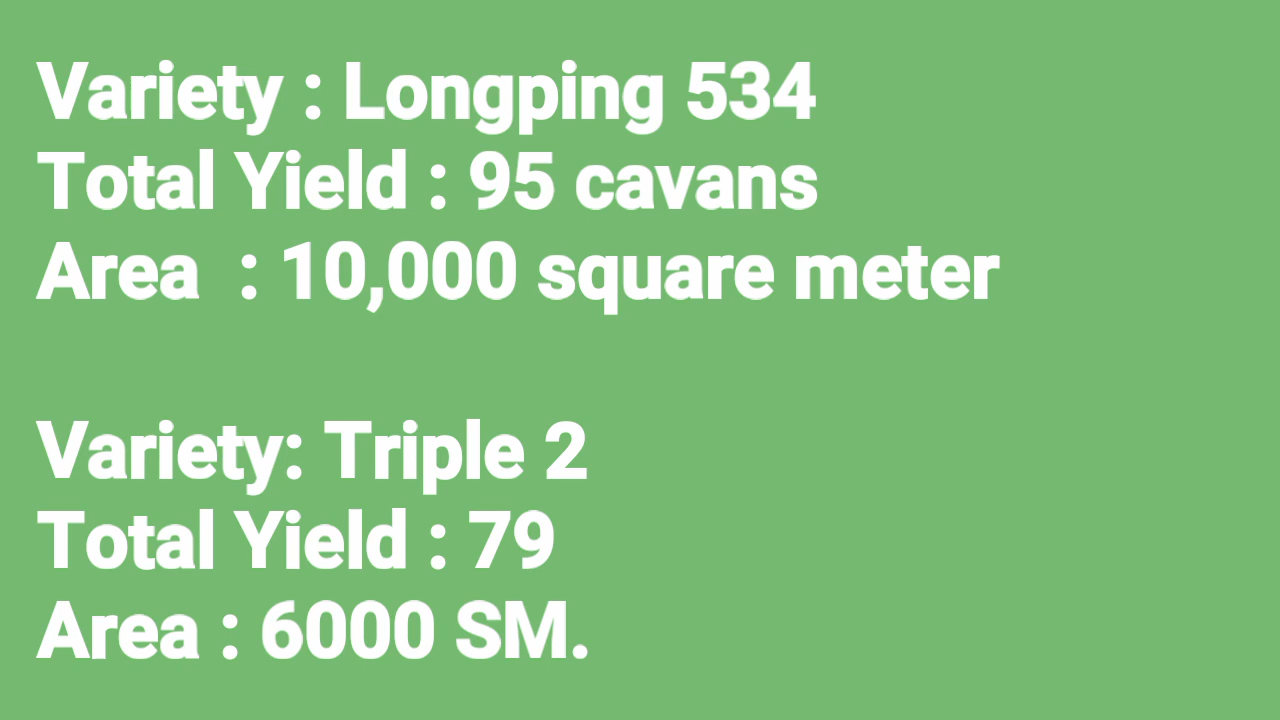 Variety : Longping 534
Total Yield : 95 cavans
Area  : 10,000 square meter
Variety: Triple 2
Total Yield : 79
Area : 6000 SM.